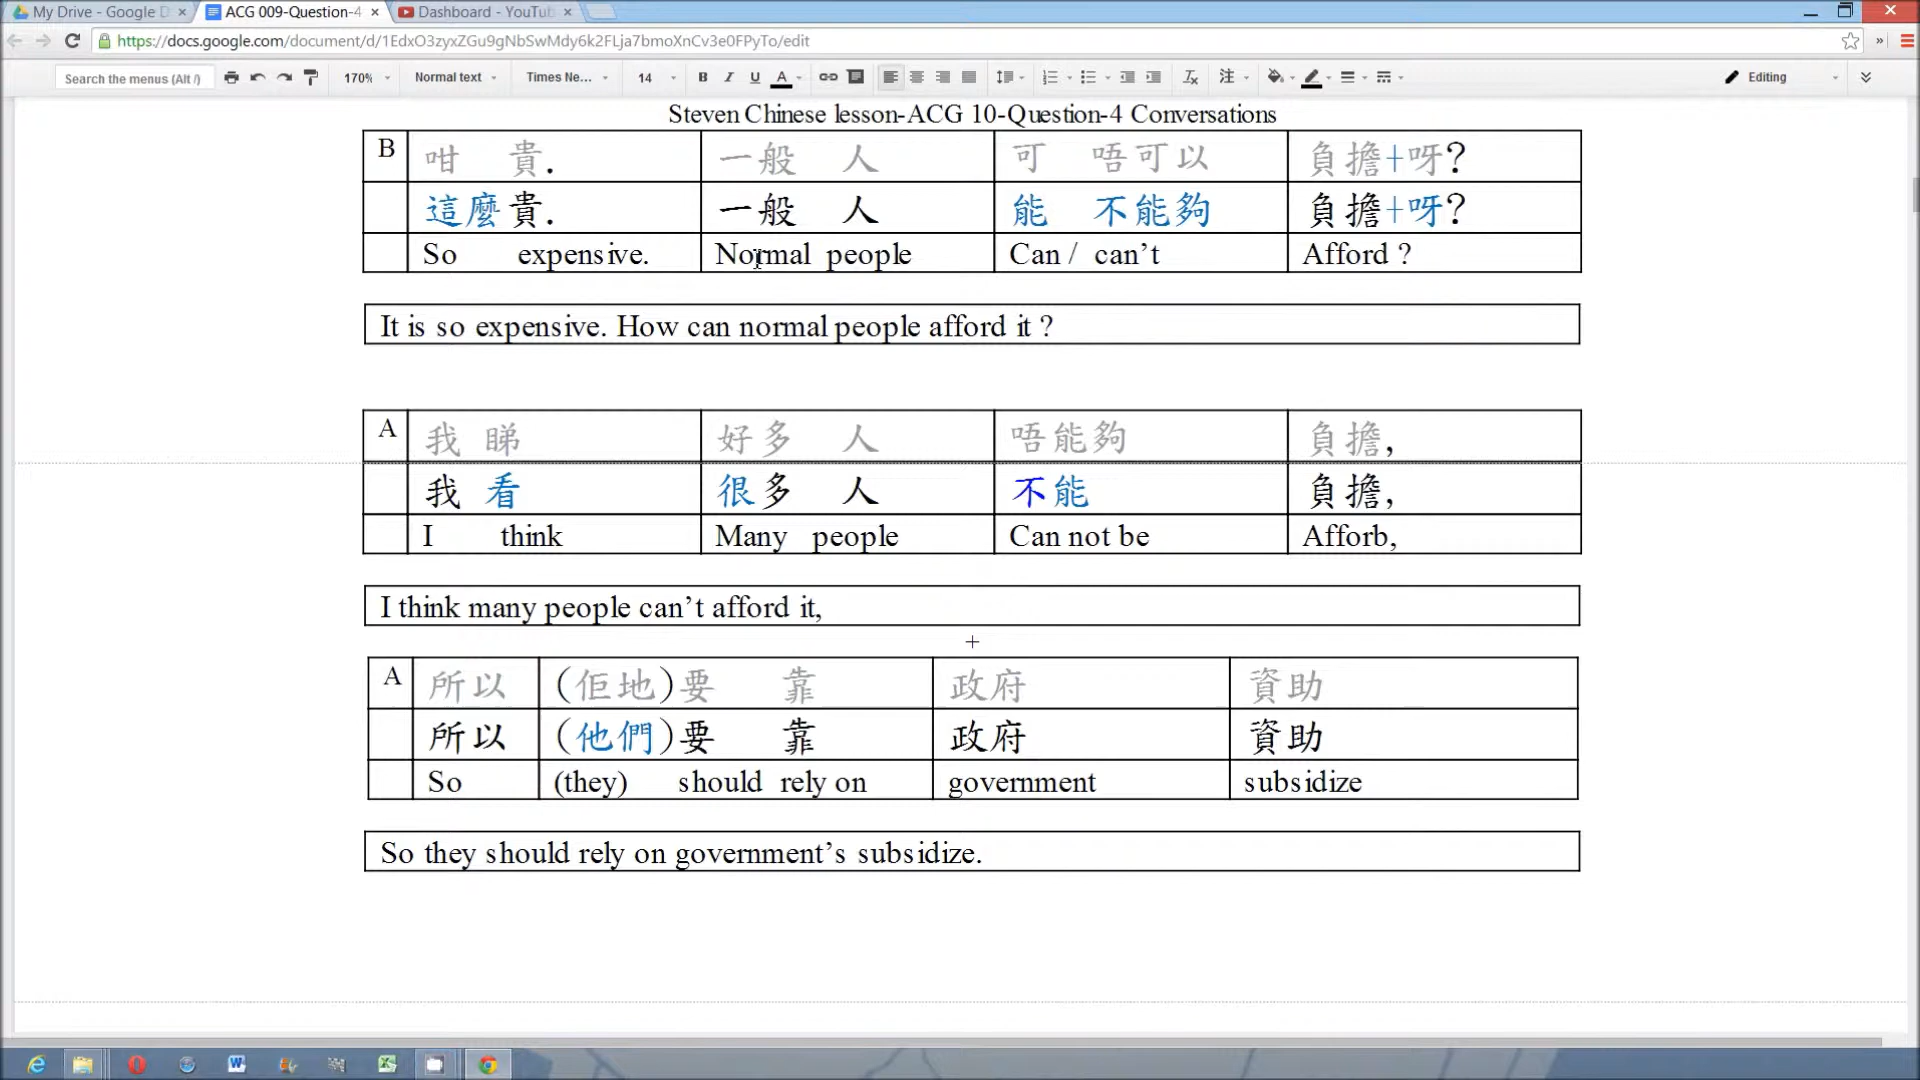 My Drive - Google D
ACG 009-Question-4
Dashboard - YouTub
https://docs.google.com/document/d/1EdxO3zyxZGu9gNbSwMdy6k2FLja7bmoXnCv3e0FPyTo/edit
Search the menus (Alt /)
170%
Normal text
Times Ne...
14
B I U A
注
Editing
Steven Chinese lesson-ACG 10-Question-4 Conversations
B 咁 貴. 一般 人 可 唔可以 負擔+呀?
這麼貴. 一般 人 能 不能夠 負擔+呀?
So expensive. Normal people Can / can’t Afford ?
It is so expensive. How can normal people afford it ?
A 我 睇 好多 人 唔能夠 負擔,
我 看 很多 人 不能 負擔,
I think Many people Can not be Afforb,
I think many people can’t afford it,
A 所以 (佢地)要 靠 政府 資助
所以 (他們)要 靠 政府 資助
So (they) should rely on government subsidize
So they should rely on government’s subsidize.